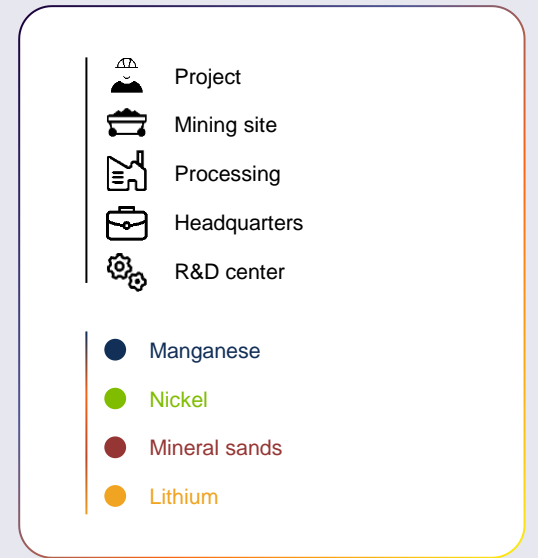 Project
Mining site
Processing
Headquarters
R&D center
Manganese
Nickel
Mineral sands
Lithium